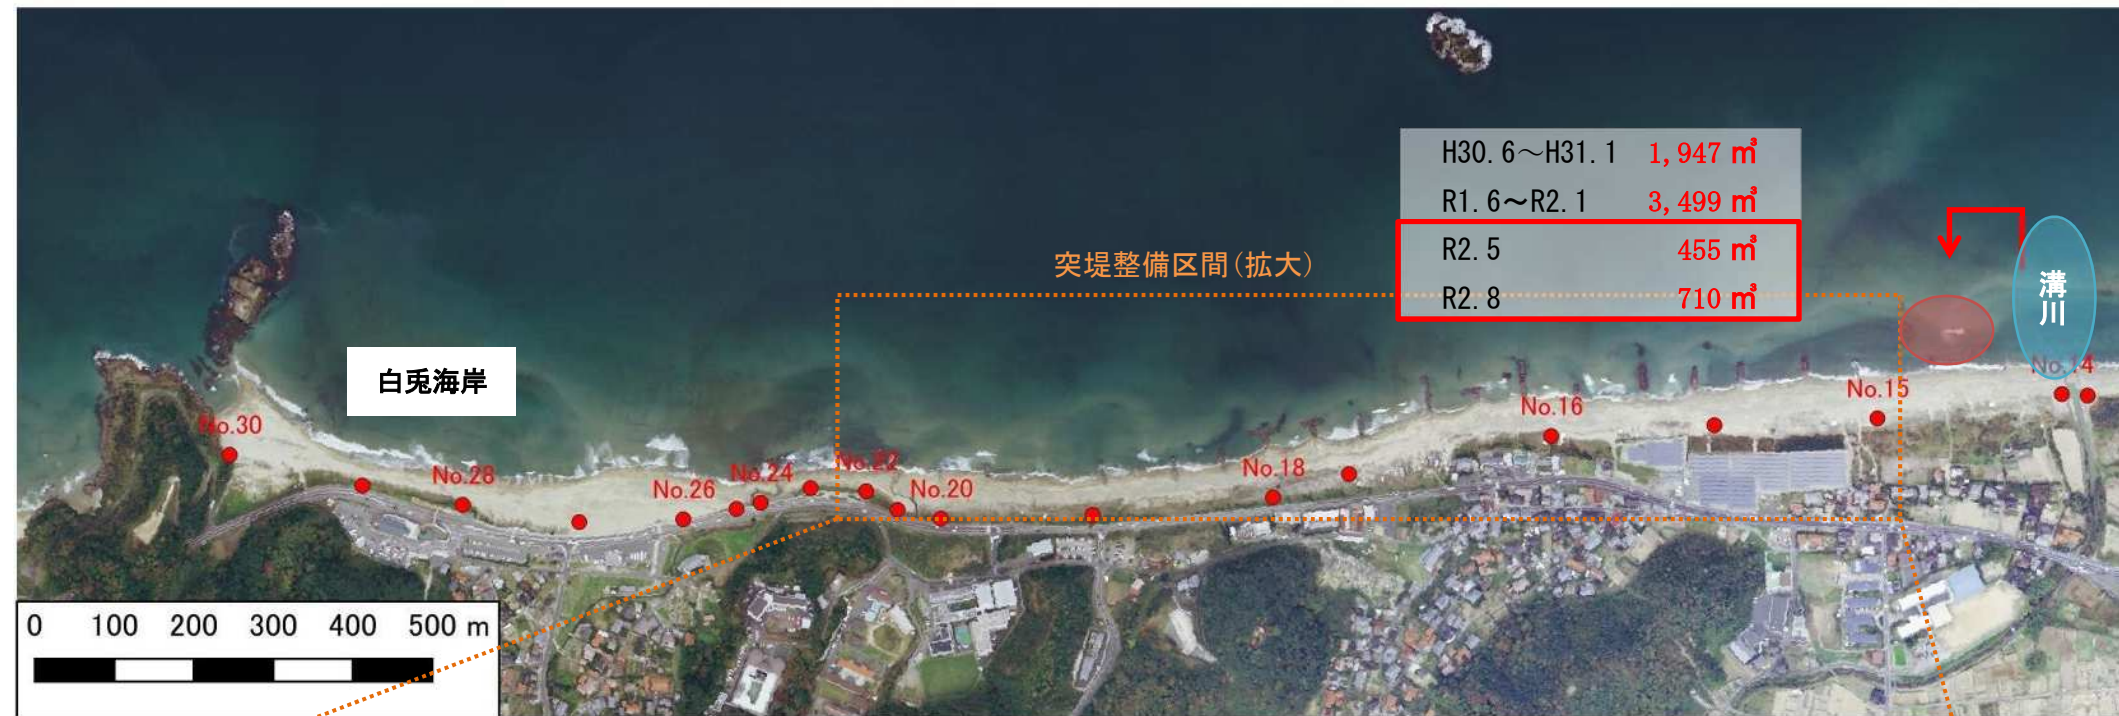 H30.6～H31.1 1,947 ㎥
R1.6～R2.1 3,499 ㎥
R2.5 455 ㎥
R2.8 710 ㎥
突堤整備区間(拡大)
溝川
白兎海岸
No.30
No.28
No.26
No.24
No.22
No.20
No.18
No.16
No.15
No.14
0 100 200 300 400 500 m